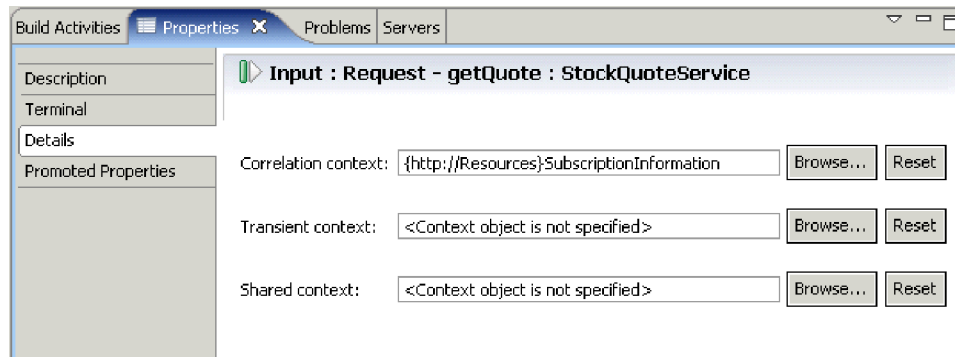 Build Activities Properties Problems Servers
Input : Request - getQuote : StockQuoteService
Description
Terminal
Details
Promoted Properties
Correlation context: {http://Resources}SubscriptionInformation Browse... Reset
Transient context: <Context object is not specified> Browse... Reset
Shared context: <Context object is not specified> Browse... Reset